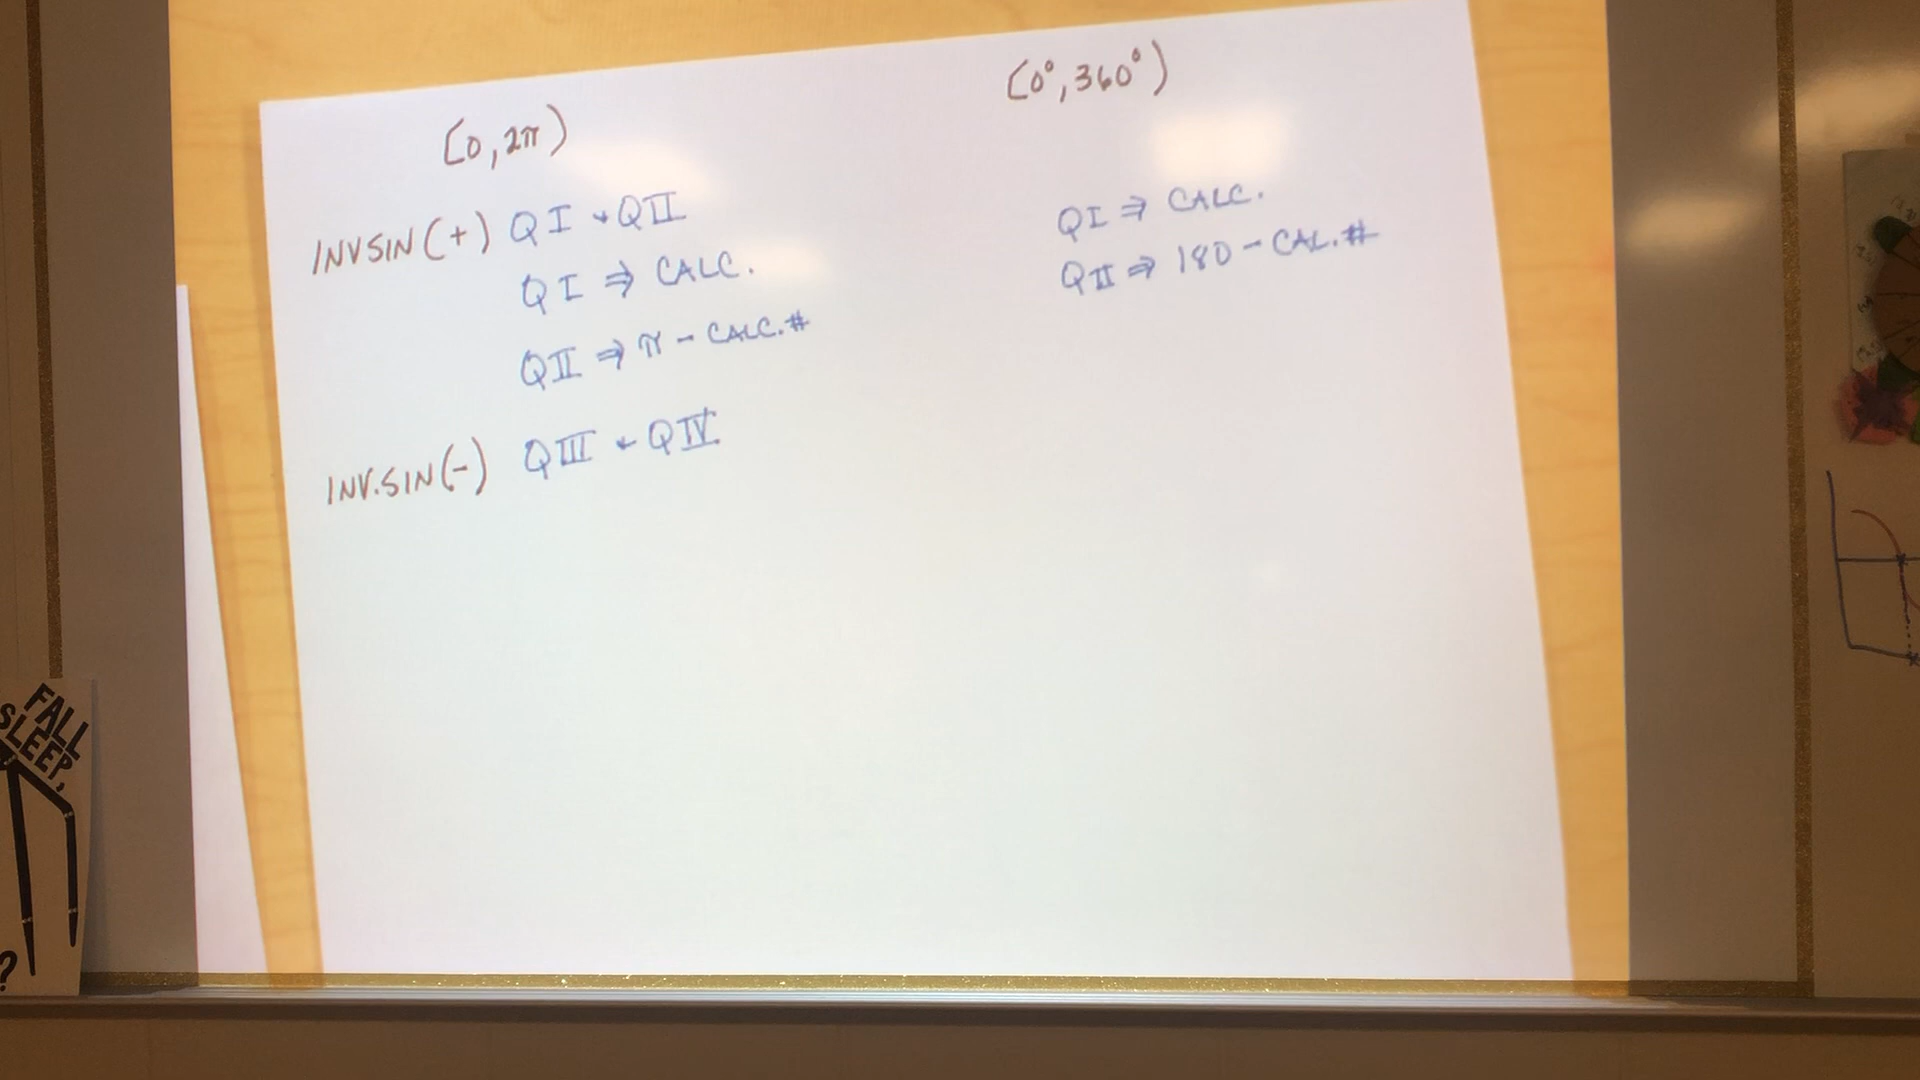 [0, 2π)
[0°, 360°)
INVSIN(+) QI + QII
QI ⇒ CALC.
QII ⇒ π - CALC.#
QI ⇒ CALC.
QII ⇒ 180 - CAL.#
INV.SIN(-) QIII + QIV
FALL
SLEEP,
?